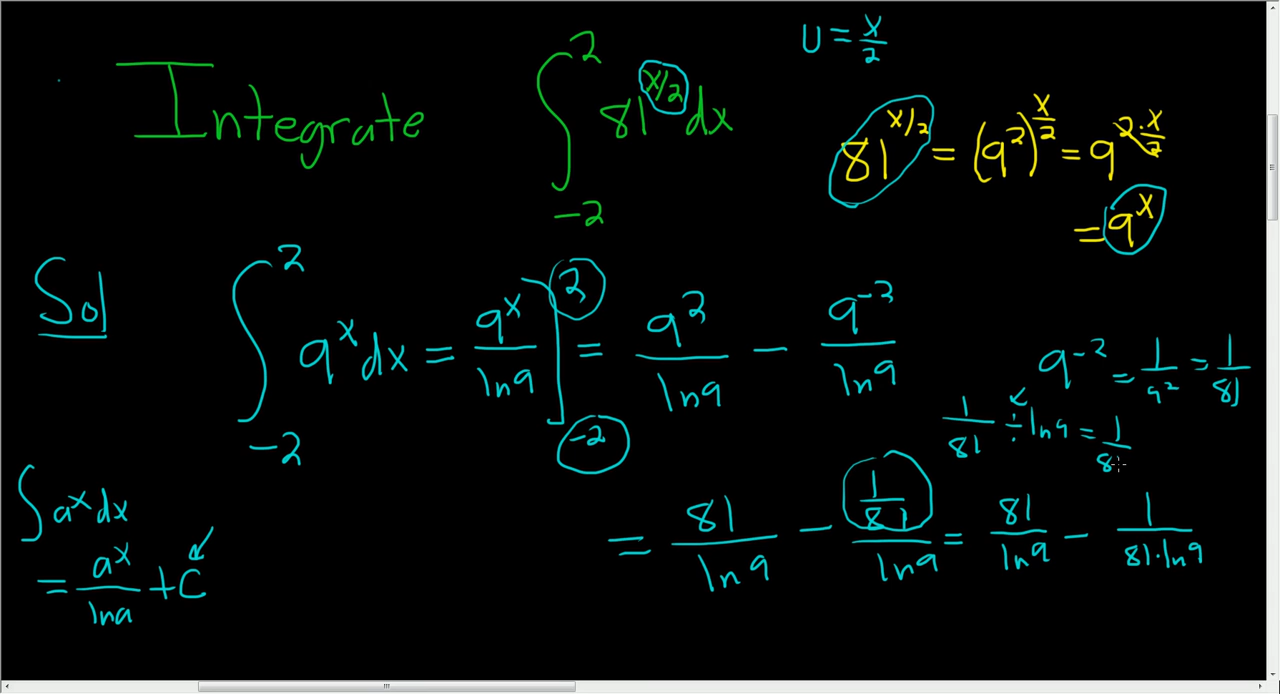 U = x/2
Integrate ∫_{-2}^{2} 81^{x/2} dx
81^{x/2} = (9^2)^{x/2} = 9^{2·x/2}
= 9^x
Sol ∫_{-2}^{2} 9^x dx = 9^x/ln9 ]_{-2}^{2} = 9^2/ln9 − 9^{-2}/ln9
9^{-2} = 1/9^2 = 1/81
1/81 ÷ ln9 = 1/8
∫ a^x dx
= a^x/lna + C
= 81/ln9 − (1/81)/ln9 = 81/ln9 − 1/(81·ln9)